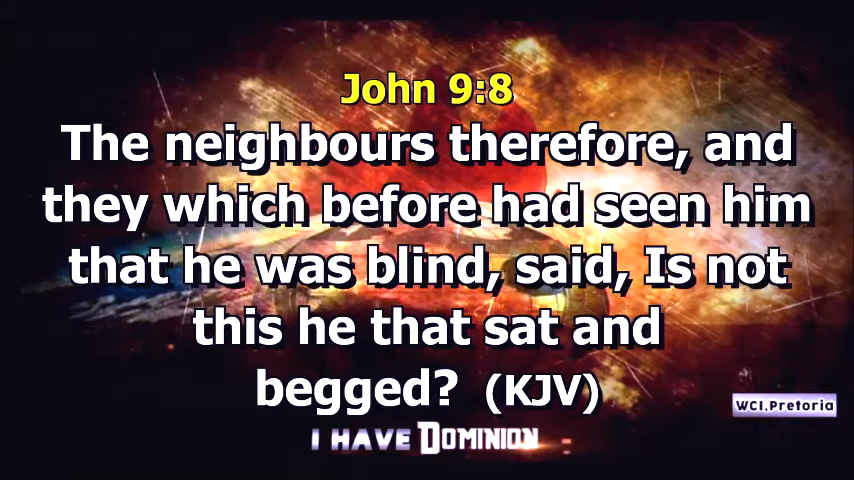 John 9:8
The neighbours therefore, and
they which before had seen him
that he was blind, said, Is not
this he that sat and
begged? (KJV)
WCI,Pretoria
I HAVE DOMINION